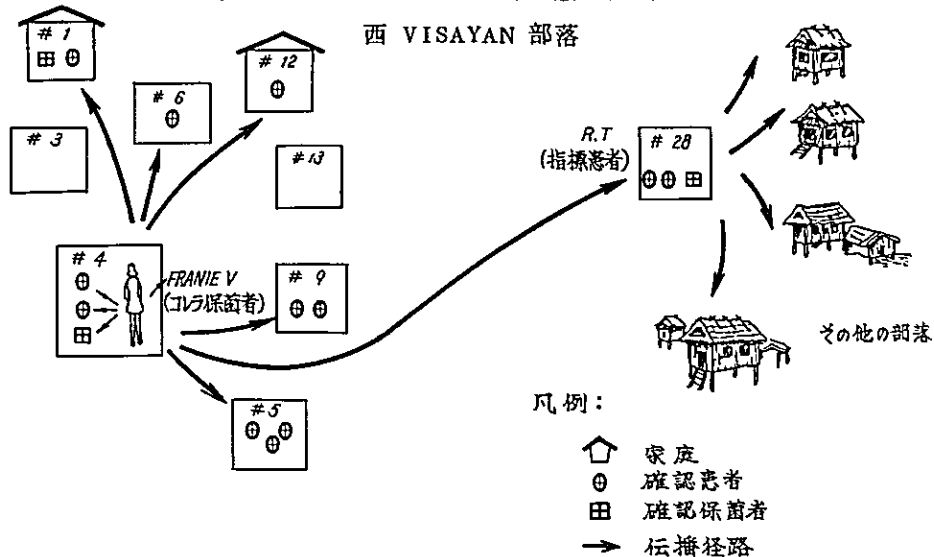 西 VISAYAN 部落
# 1
# 12
# 6
# 3
# 13
R.T
(指標患者)
# 28
# 4
FRANIE V
(コレラ保菌者)
# 9
その他の部落
#5
凡例：
家庭
確認患者
確認保菌者
伝播経路